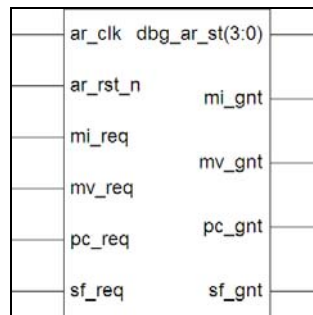 ar_clk dbg_ar_st(3:0)
ar_rst_n
mi_gnt
mi_req
mv_gnt
mv_req
pc_gnt
pc_req
sf_req sf_gnt